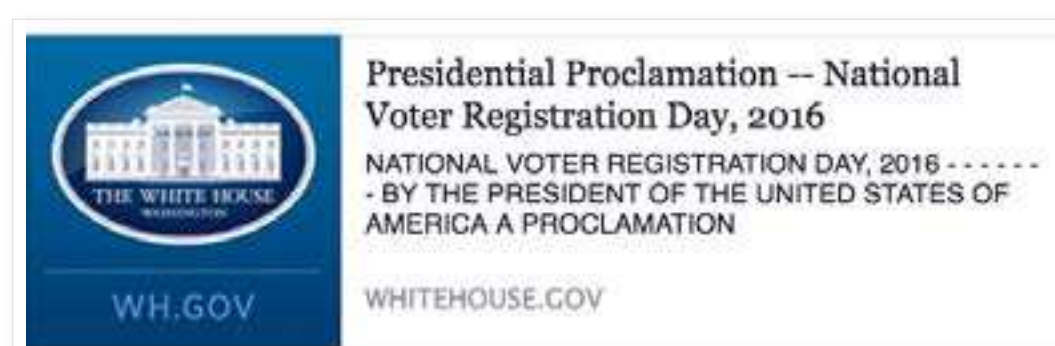 THE WHITE HOUSE
WASHINGTON
WH.GOV
Presidential Proclamation -- National
Voter Registration Day, 2016
NATIONAL VOTER REGISTRATION DAY, 2016 - - - - - -
- BY THE PRESIDENT OF THE UNITED STATES OF
AMERICA A PROCLAMATION
WHITEHOUSE.GOV